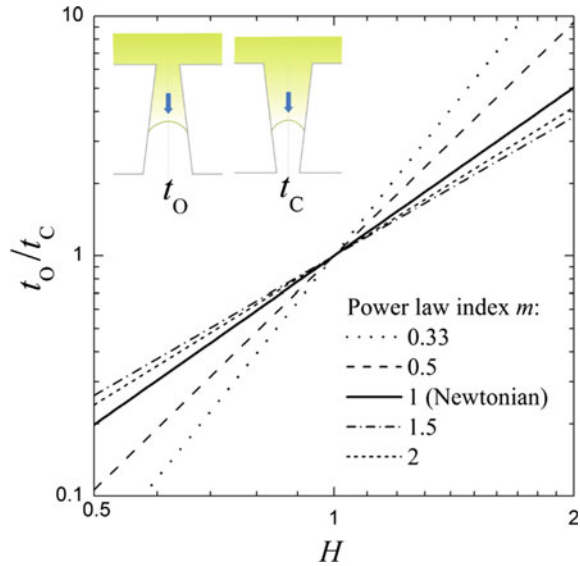 10
t_O
t_C
t_O/t_C
1
Power law index m:
0.33
0.5
1 (Newtonian)
1.5
2
0.1
0.5
1
2
H